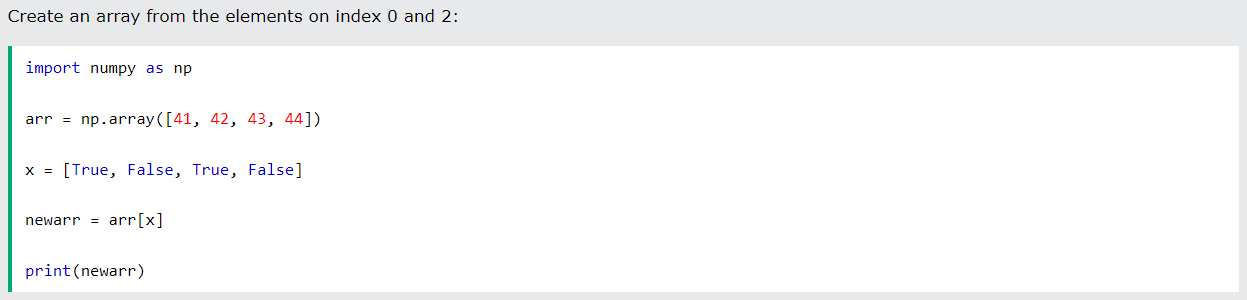 Create an array from the elements on index 0 and 2:
import numpy as np
arr = np.array([41, 42, 43, 44])
x = [True, False, True, False]
newarr = arr[x]
print(newarr)